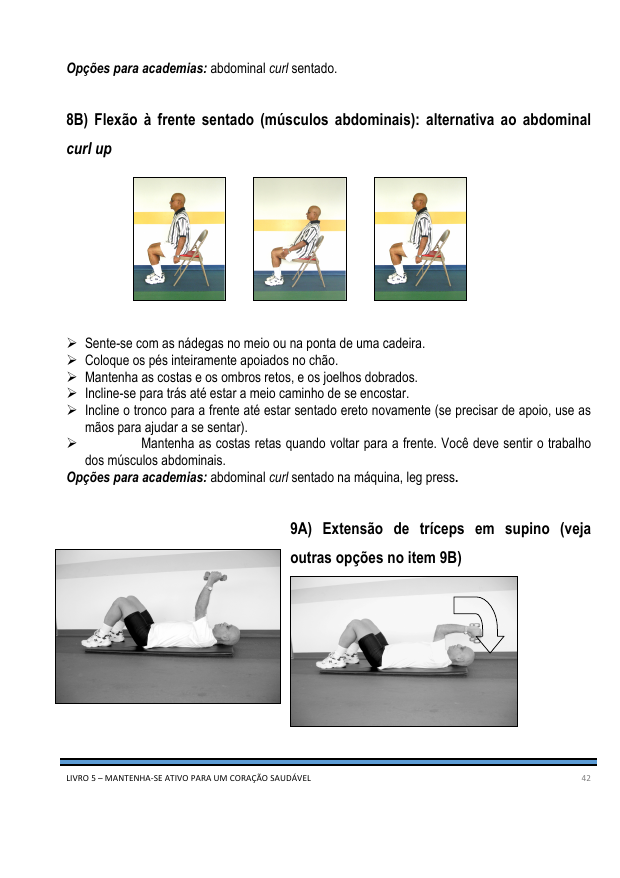 Opções para academias: abdominal curl sentado.
8B) Flexão à frente sentado (músculos abdominais): alternativa ao abdominal
curl up
➢ Sente-se com as nádegas no meio ou na ponta de uma cadeira.
➢ Coloque os pés inteiramente apoiados no chão.
➢ Mantenha as costas e os ombros retos, e os joelhos dobrados.
➢ Incline-se para trás até estar a meio caminho de se encostar.
➢ Incline o tronco para a frente até estar sentado ereto novamente (se precisar de apoio, use as
mãos para ajudar a se sentar).
➢ Mantenha as costas retas quando voltar para a frente. Você deve sentir o trabalho
dos músculos abdominais.
Opções para academias: abdominal curl sentado na máquina, leg press.
9A) Extensão de tríceps em supino (veja
outras opções no item 9B)
LIVRO 5 – MANTENHA-SE ATIVO PARA UM CORAÇÃO SAUDÁVEL
42